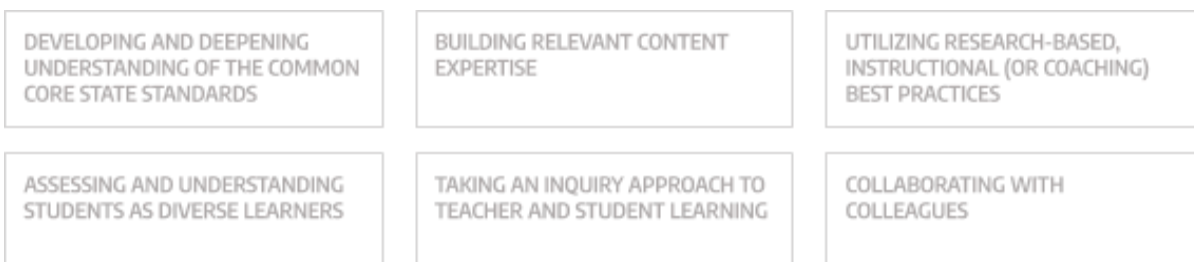 DEVELOPING AND DEEPENING
UNDERSTANDING OF THE COMMON
CORE STATE STANDARDS
BUILDING RELEVANT CONTENT
EXPERTISE
UTILIZING RESEARCH-BASED,
INSTRUCTIONAL (OR COACHING)
BEST PRACTICES
ASSESSING AND UNDERSTANDING
STUDENTS AS DIVERSE LEARNERS
TAKING AN INQUIRY APPROACH TO
TEACHER AND STUDENT LEARNING
COLLABORATING WITH
COLLEAGUES